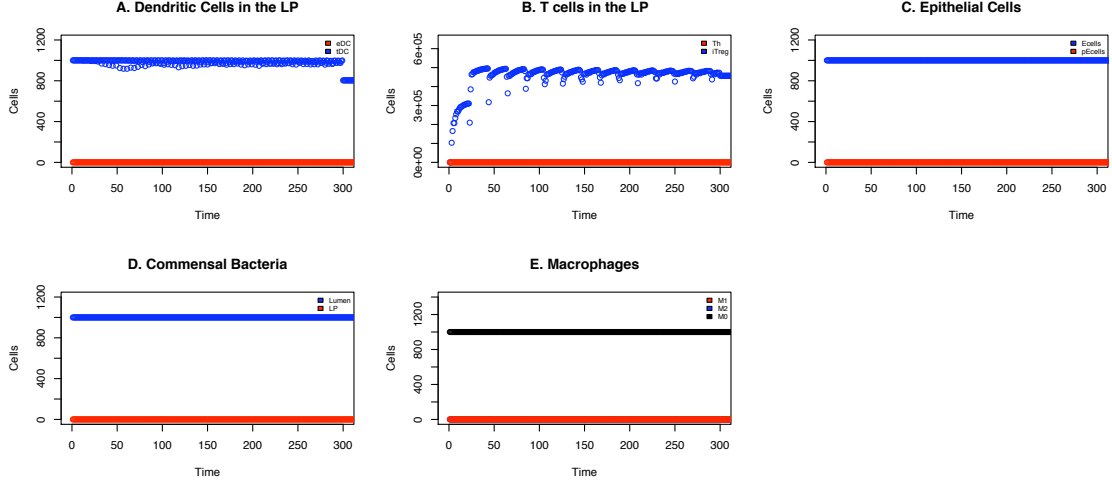 A. Dendritic Cells in the LP
Cells
0 400 800 1200
eDC
tDC
0 50 100 150 200 250 300
Time
B. T cells in the LP
Cells
0e+00 3e+05 6e+05
Th
iTreg
0 50 100 150 200 250 300
Time
C. Epithelial Cells
Cells
0 400 800 1200
Ecells
pEcells
0 50 100 150 200 250 300
Time
D. Commensal Bacteria
Cells
0 400 800 1200
Lumen
LP
0 50 100 150 200 250 300
Time
E. Macrophages
Cells
0 400 800 1200
M1
M2
M0
0 50 100 150 200 250 300
Time